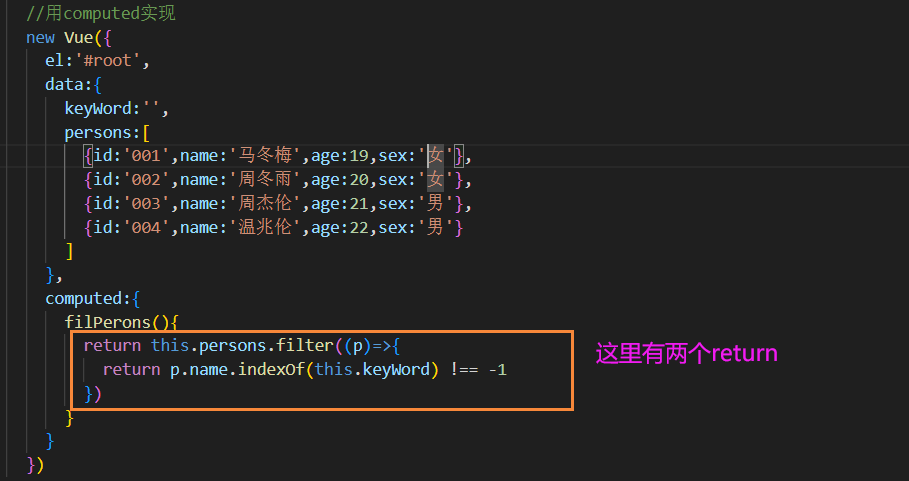 //用computed实现
new Vue({
el:'#root',
data:{
keyWord:'',
persons:[
{id:'001',name:'马冬梅',age:19,sex:'女'},
{id:'002',name:'周冬雨',age:20,sex:'女'},
{id:'003',name:'周杰伦',age:21,sex:'男'},
{id:'004',name:'温兆伦',age:22,sex:'男'}
]
},
computed:{
filPerons(){
return this.persons.filter((p)=>{
这里有两个return
return p.name.indexOf(this.keyWord) !== -1
})
}
}
})